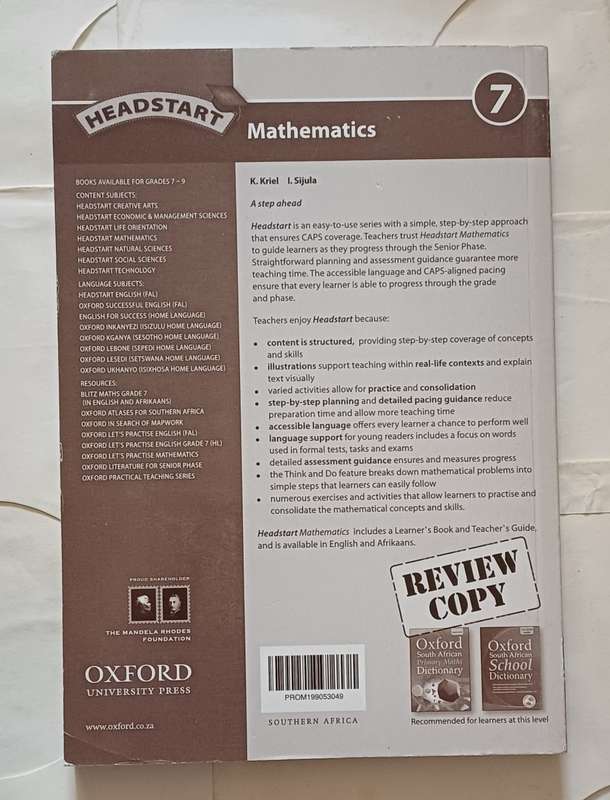 HEADSTART
7
Mathematics
BOOKS AVAILABLE FOR GRADES 7 – 9
CONTENT SUBJECTS:
HEADSTART CREATIVE ARTS
HEADSTART ECONOMIC & MANAGEMENT SCIENCES
HEADSTART LIFE ORIENTATION
HEADSTART MATHEMATICS
HEADSTART NATURAL SCIENCES
HEADSTART SOCIAL SCIENCES
HEADSTART TECHNOLOGY
LANGUAGE SUBJECTS:
HEADSTART ENGLISH (FAL)
OXFORD SUCCESSFUL ENGLISH (FAL)
ENGLISH FOR SUCCESS (HOME LANGUAGE)
OXFORD INKANYEZI (ISIZULU HOME LANGUAGE)
OXFORD KGANYA (SESOTHO HOME LANGUAGE)
OXFORD LEBONE (SEPEDI HOME LANGUAGE)
OXFORD LESEDI (SETSWANA HOME LANGUAGE)
OXFORD UKHANYO (ISIXHOSA HOME LANGUAGE)
RESOURCES:
BLITZ MATHS GRADE 7
(IN ENGLISH AND AFRIKAANS)
OXFORD ATLASES FOR SOUTHERN AFRICA
OXFORD IN SEARCH OF MAPWORK
OXFORD LET'S PRACTISE ENGLISH (FAL)
OXFORD LET'S PRACTISE ENGLISH GRADE 7 (HL)
OXFORD LET'S PRACTISE MATHEMATICS
OXFORD LITERATURE FOR SENIOR PHASE
OXFORD PRACTICAL TEACHING SERIES
PROUD SHAREHOLDER
THE MANDELA RHODES
FOUNDATION
OXFORD
UNIVERSITY PRESS
www.oxford.co.za
K. Kriel I. Sijula
A step ahead
Headstart is an easy-to-use series with a simple, step-by-step approach
that ensures CAPS coverage. Teachers trust Headstart Mathematics
to guide learners as they progress through the Senior Phase.
Straightforward planning and assessment guidance guarantee more
teaching time. The accessible language and CAPS-aligned pacing
ensure that every learner is able to progress through the grade
and phase.
Teachers enjoy Headstart because:
• content is structured, providing step-by-step coverage of concepts
and skills
• illustrations support teaching within real-life contexts and explain
text visually
• varied activities allow for practice and consolidation
• step-by-step planning and detailed pacing guidance reduce
preparation time and allow more teaching time
• accessible language offers every learner a chance to perform well
• language support for young readers includes a focus on words
used in formal tests, tasks and exams
• detailed assessment guidance ensures and measures progress
• the Think and Do feature breaks down mathematical problems into
simple steps that learners can easily follow
• numerous exercises and activities that allow learners to practise and
consolidate the mathematical concepts and skills.
Headstart Mathematics includes a Learner's Book and Teacher's Guide,
and is available in English and Afrikaans.
REVIEW
COPY
PROM199053049
SOUTHERN AFRICA
Oxford
South African
Primary Maths
Dictionary
Oxford
South African
School
Dictionary
Recommended for learners at this level